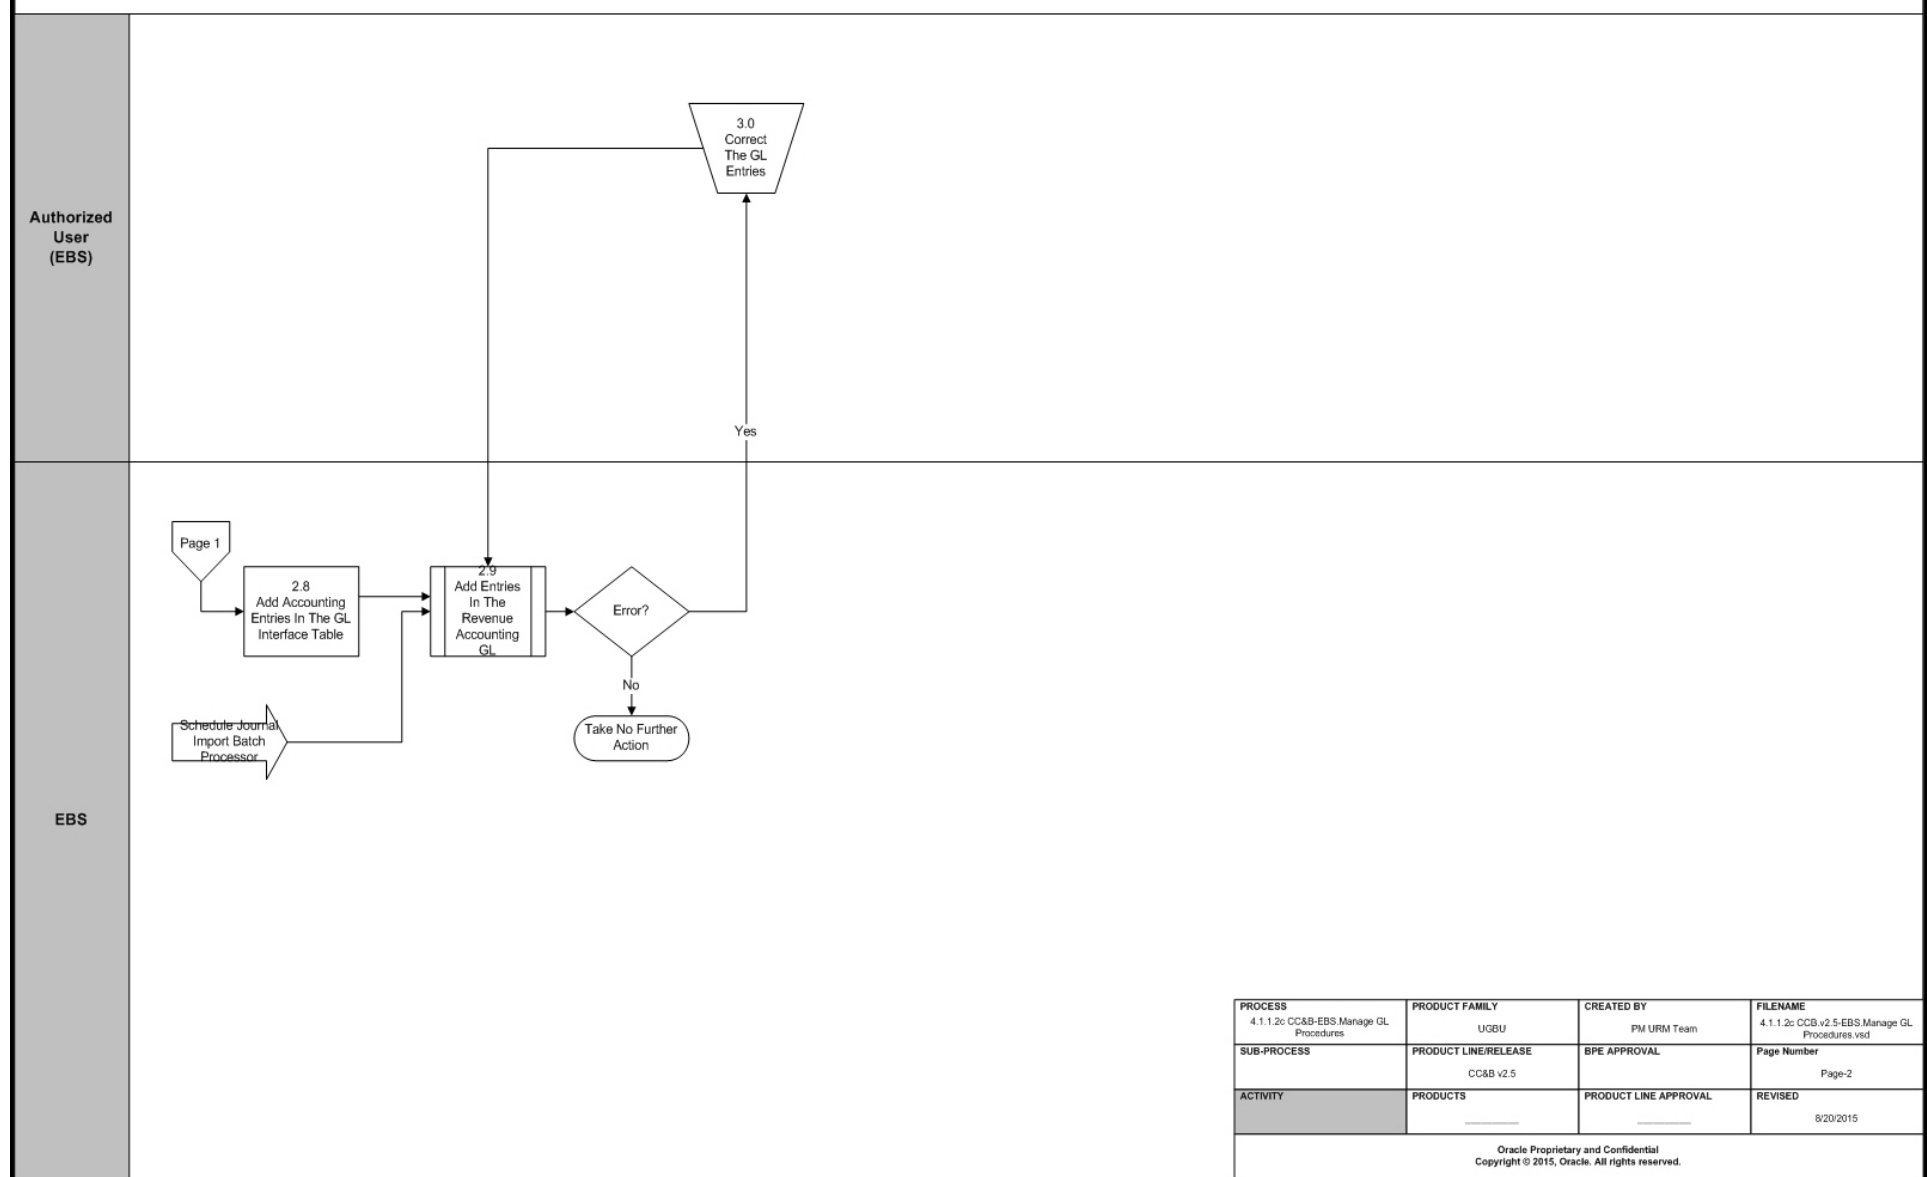 Authorized
User
(EBS)
3.0
Correct
The GL
Entries
Yes
EBS
Page 1
2.8
Add Accounting
Entries In The GL
Interface Table
2.9
Add Entries
In The
Revenue
Accounting
GL
Error?
No
Take No Further
Action
Schedule Journal
Import Batch
Processor
PROCESS
4.1.1.2c CC&B-EBS.Manage GL
Procedures
PRODUCT FAMILY
UGBU
CREATED BY
PM URM Team
FILENAME
4.1.1.2c CCB.v2.5-EBS.Manage GL
Procedures.vsd
SUB-PROCESS
PRODUCT LINE/RELEASE
CC&B v2.5
BPE APPROVAL
Page Number
Page-2
ACTIVITY
PRODUCTS
PRODUCT LINE APPROVAL
REVISED
8/20/2015
Oracle Proprietary and Confidential
Copyright © 2015, Oracle. All rights reserved.